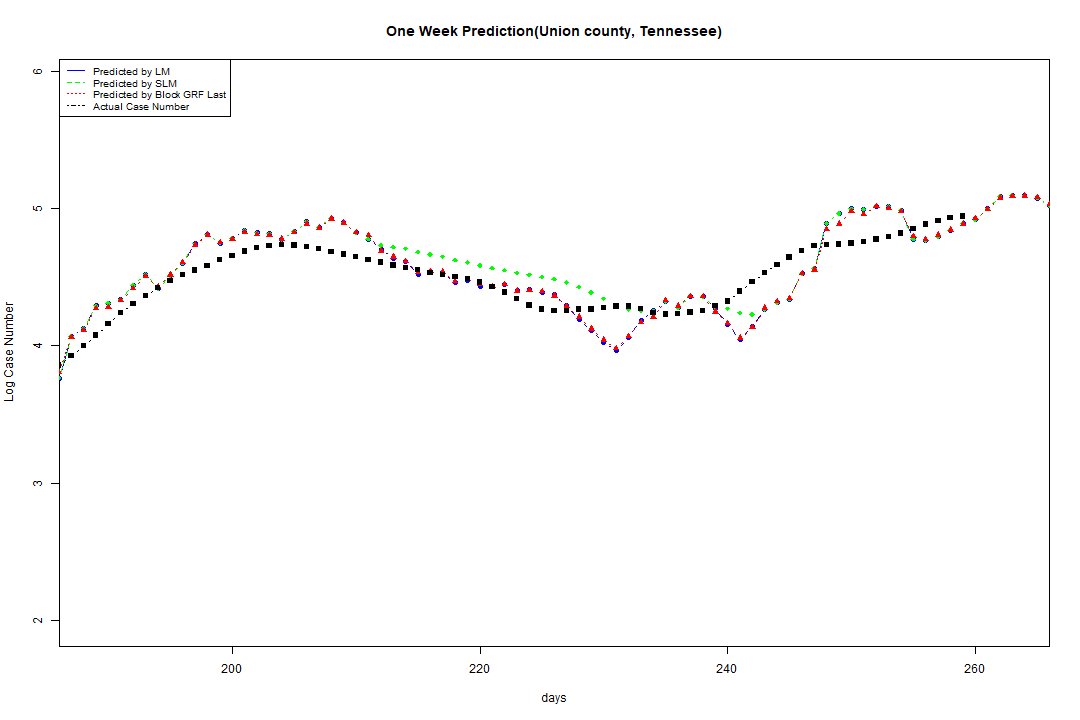 One Week Prediction(Union county, Tennessee)
Predicted by LM
Predicted by SLM
Predicted by Block GRF Last
Actual Case Number
6
5
4
3
2
Log Case Number
200 220 240 260
days